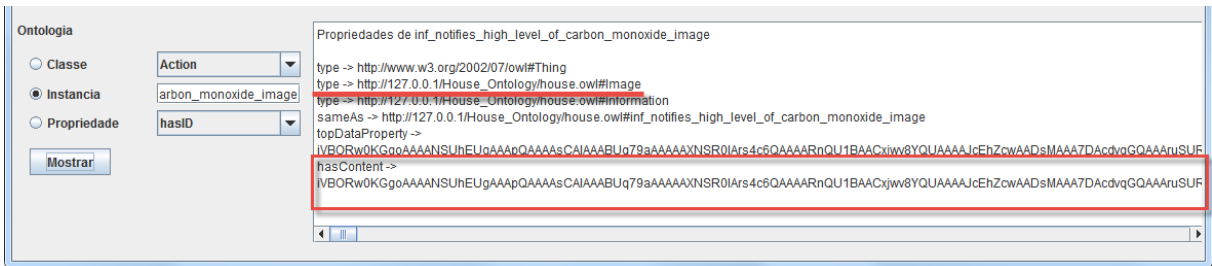 Ontologia
Classe
Action
Instancia
arbon_monoxide_image
Propriedade
hasID
Mostrar
Propriedades de inf_notifies_high_level_of_carbon_monoxide_image
type -> http://www.w3.org/2002/07/owl#Thing
type -> http://127.0.0.1/House_Ontology/house.owl#Image
type -> http://127.0.0.1/House_Ontology/house.owl#Information
sameAs -> http://127.0.0.1/House_Ontology/house.owl#inf_notifies_high_level_of_carbon_monoxide_image
topDataProperty ->
hasContent ->